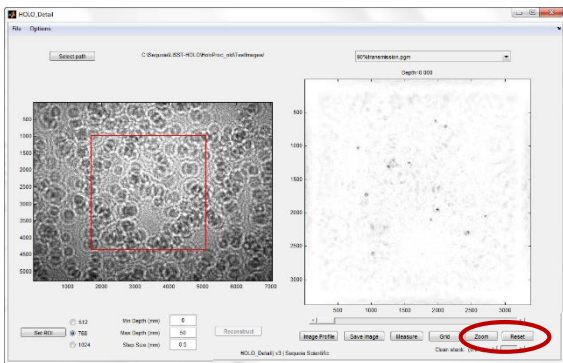 HOLO_Detail
File Options
Select path
C:\Sequoia\LISST-HOLO\HoloProc_old\TestImages\
90%transmission.pgm
Depth=0.000
500
1000
1500
2000
2500
3000
3500
4000
4500
5000
1000 2000 3000 4000 5000 6000 7000
500
1000
1500
2000
2500
3000
500 1000 1500 2000 2500 3000
Set ROI
512
768
1024
Min Depth (mm) 0
Max Depth (mm) 50
Step Size (mm) 0.5
Reconstruct
Image Profile Save Image Measure Grid Zoom Reset
Clean stack
HOLO_Detail v3 | Sequoia Scientific